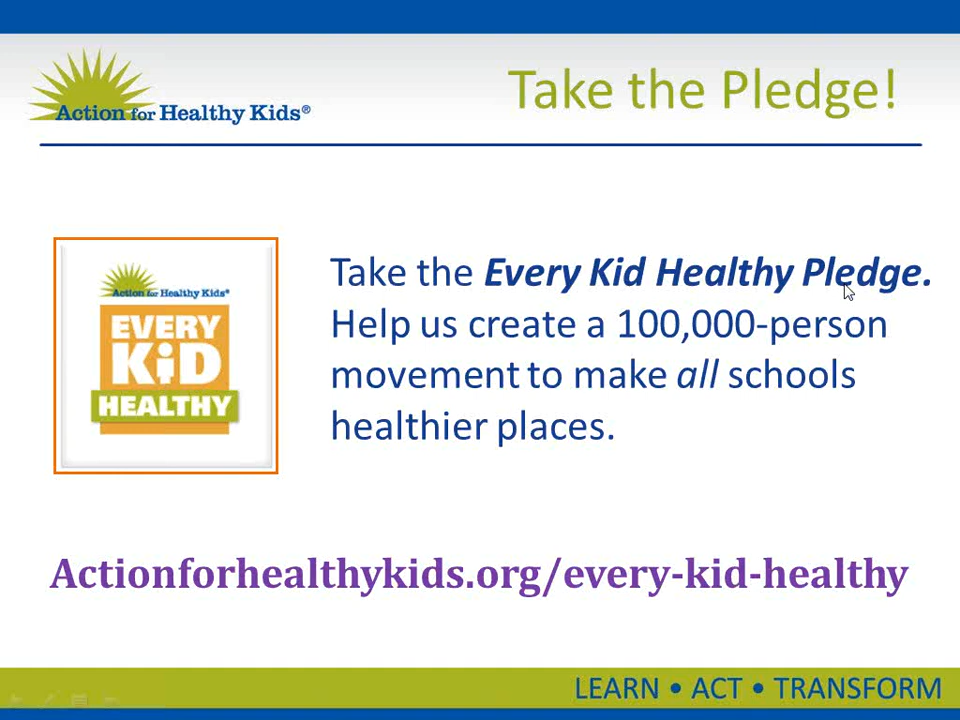 Action for Healthy Kids®
Take the Pledge!
Action for Healthy Kids®
EVERY
KiD
HEALTHY
Take the Every Kid Healthy Pledge.
Help us create a 100,000-person
movement to make all schools
healthier places.
Actionforhealthykids.org/every-kid-healthy
LEARN • ACT • TRANSFORM